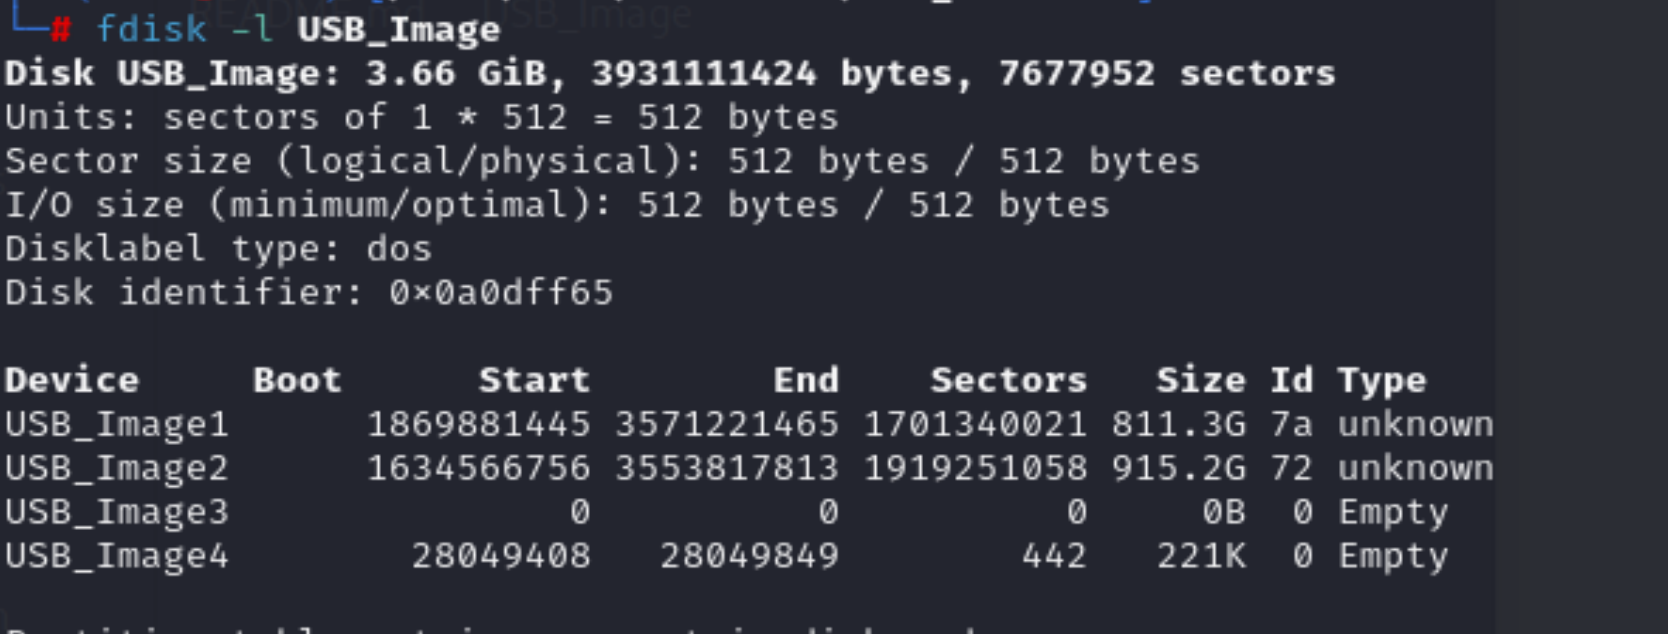 └─# fdisk -l USB_Image
Disk USB_Image: 3.66 GiB, 3931111424 bytes, 7677952 sectors
Units: sectors of 1 * 512 = 512 bytes
Sector size (logical/physical): 512 bytes / 512 bytes
I/O size (minimum/optimal): 512 bytes / 512 bytes
Disklabel type: dos
Disk identifier: 0×0a0dff65
Device Boot Start End Sectors Size Id Type
USB_Image1 1869881445 3571221465 1701340021 811.3G 7a unknown
USB_Image2 1634566756 3553817813 1919251058 915.2G 72 unknown
USB_Image3 0 0 0 0B 0 Empty
USB_Image4 28049408 28049849 442 221K 0 Empty